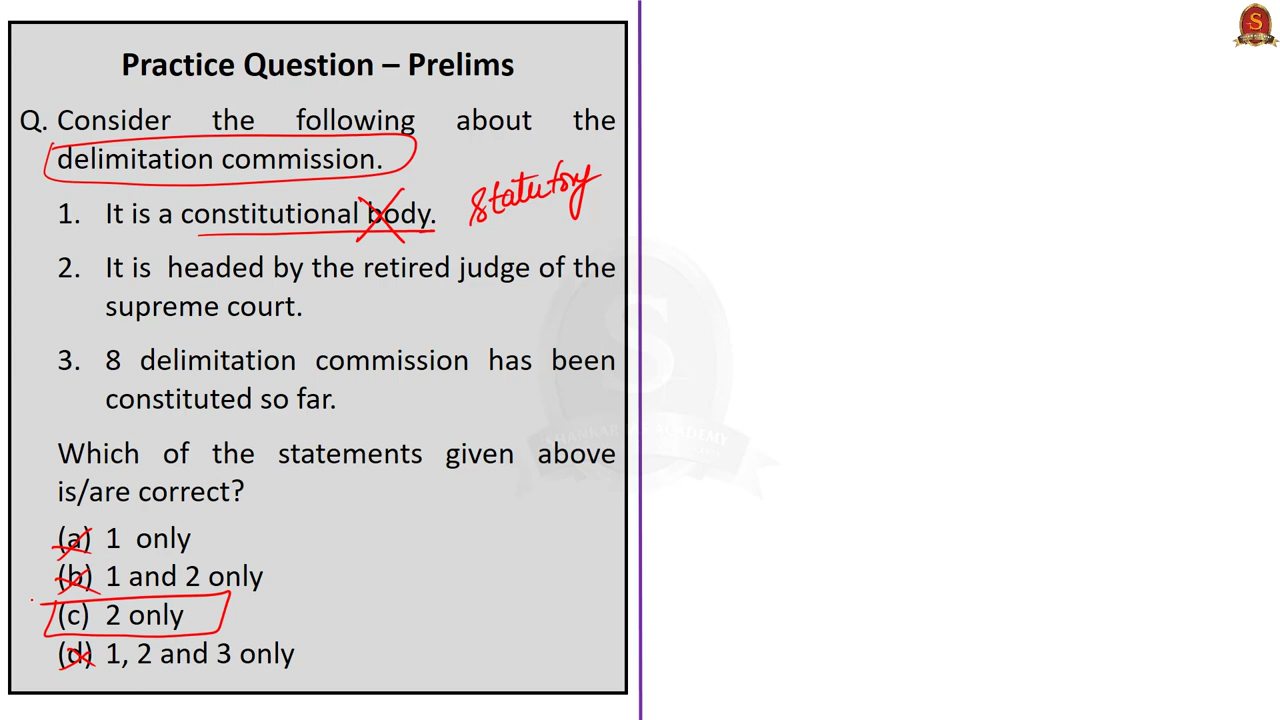 Practice Question – Prelims
Q. Consider the following about the
delimitation commission.
1. It is a constitutional body. Statutory
2. It is headed by the retired judge of the
supreme court.
3. 8 delimitation commission has been
constituted so far.
Which of the statements given above
is/are correct?
(a) 1 only
(b) 1 and 2 only
(c) 2 only
(d) 1, 2 and 3 only
S